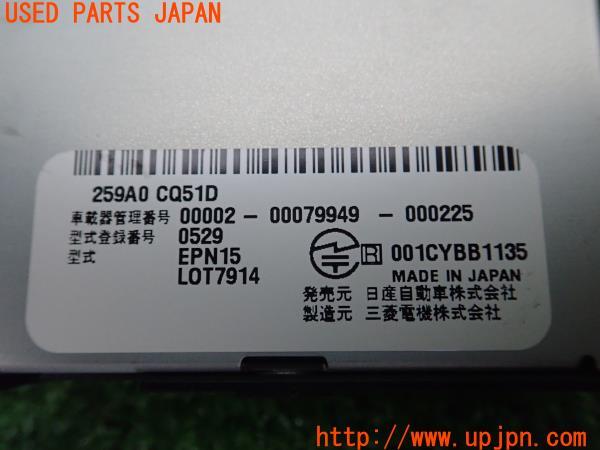 USED PARTS JAPAN
259A0 CQ51D
車載器管理番号 00002-00079949-000225
型式登録番号 0529
型式 EPN15
LOT7914
R 001CYBB1135
MADE IN JAPAN
発売元 日産自動車株式会社
製造元 三菱電機株式会社
http://www.upjpn.com/